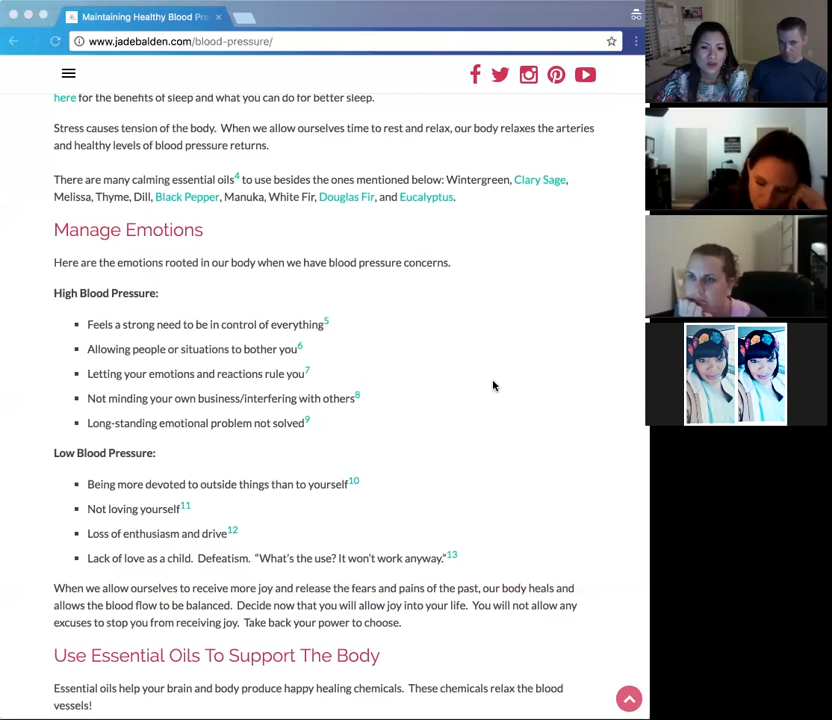 Maintaining Healthy Blood Pr
www.jadebalden.com/blood-pressure/
here for the benefits of sleep and what you can do for better sleep.
Stress causes tension of the body. When we allow ourselves time to rest and relax, our body relaxes the arteries
and healthy levels of blood pressure returns.
There are many calming essential oils4 to use besides the ones mentioned below: Wintergreen, Clary Sage,
Melissa, Thyme, Dill, Black Pepper, Manuka, White Fir, Douglas Fir, and Eucalyptus.
Manage Emotions
Here are the emotions rooted in our body when we have blood pressure concerns.
High Blood Pressure:
▪ Feels a strong need to be in control of everything5
▪ Allowing people or situations to bother you6
▪ Letting your emotions and reactions rule you7
▪ Not minding your own business/interfering with others8
▪ Long-standing emotional problem not solved9
Low Blood Pressure:
▪ Being more devoted to outside things than to yourself10
▪ Not loving yourself11
▪ Loss of enthusiasm and drive12
▪ Lack of love as a child. Defeatism. “What’s the use? It won’t work anyway.”13
When we allow ourselves to receive more joy and release the fears and pains of the past, our body heals and
allows the blood flow to be balanced. Decide now that you will allow joy into your life. You will not allow any
excuses to stop you from receiving joy. Take back your power to choose.
Use Essential Oils To Support The Body
Essential oils help your brain and body produce happy healing chemicals. These chemicals relax the blood
vessels!